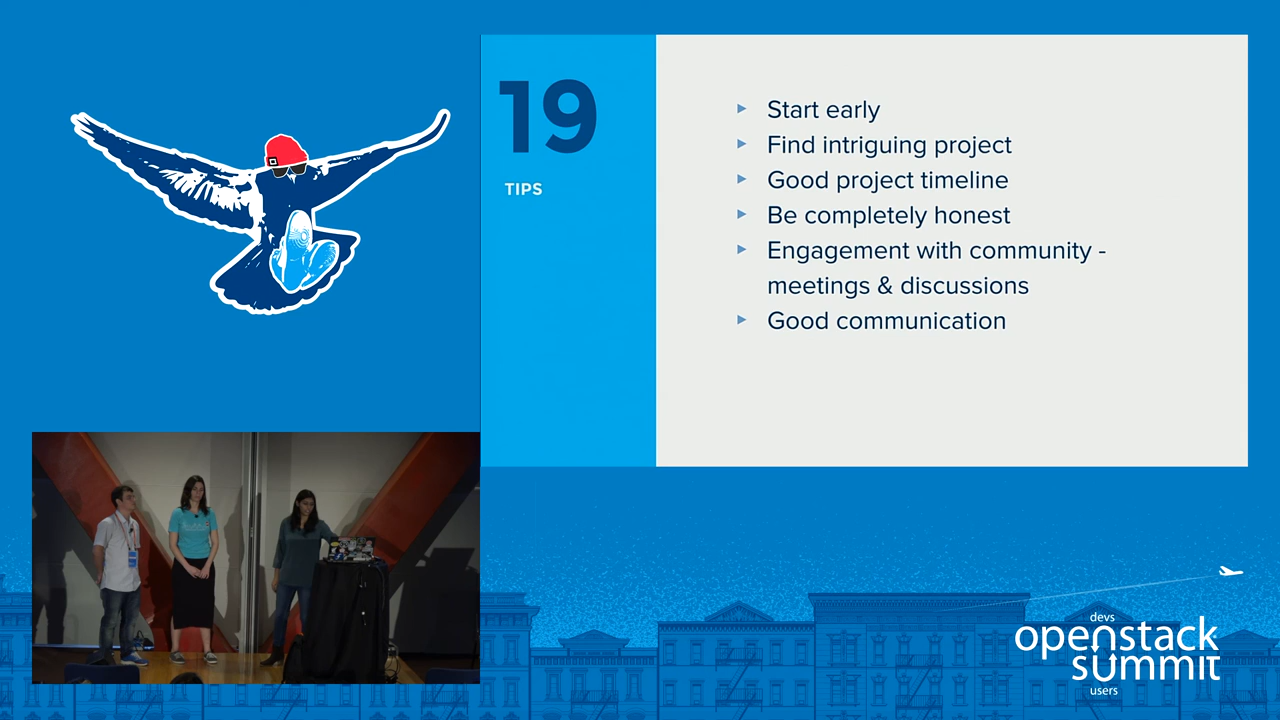 19
TIPS
Start early
Find intriguing project
Good project timeline
Be completely honest
Engagement with community -
meetings & discussions
Good communication
devs
openstack
summit
users